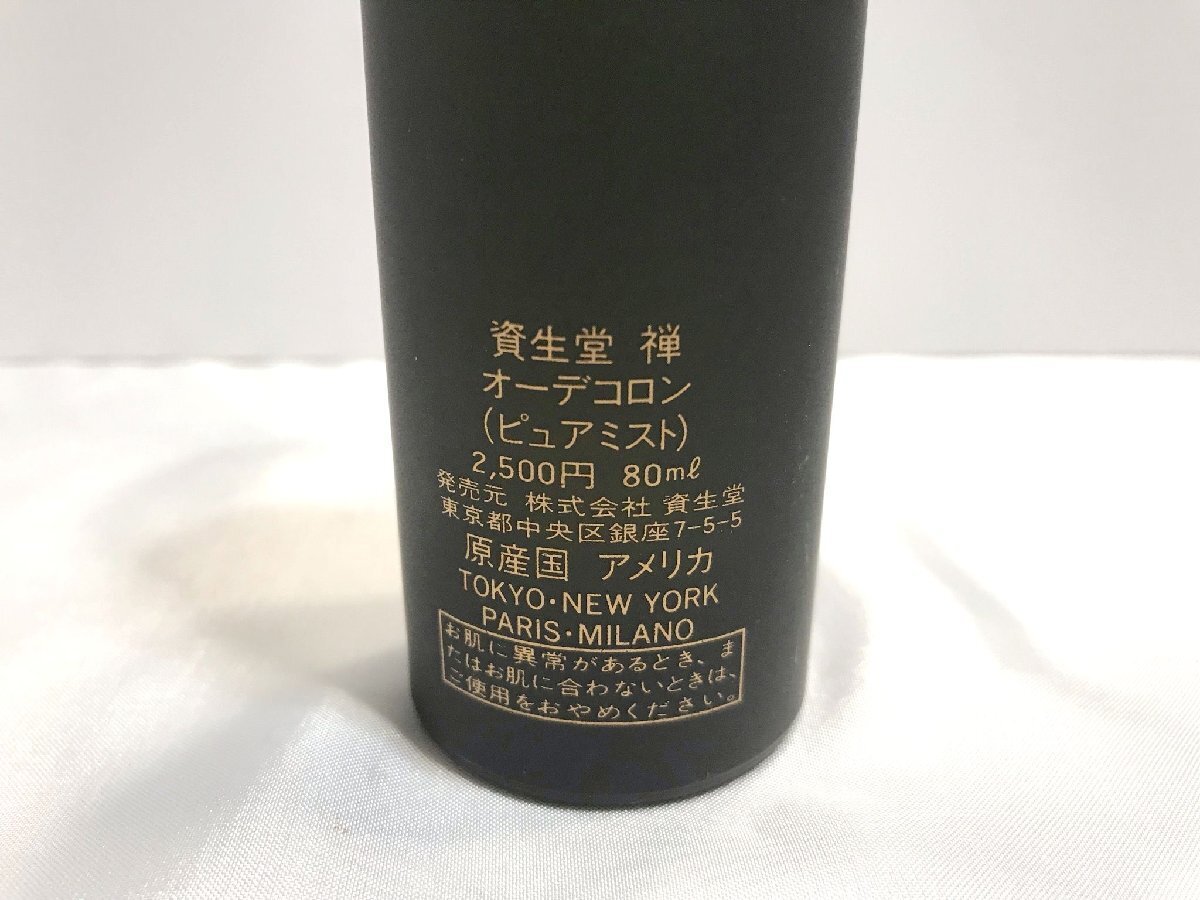 資生堂 禅
オーデコロン
(ピュアミスト)
2,500円 80mℓ
発売元 株式会社 資生堂
東京都中央区銀座7-5-5
原産国 アメリカ
TOKYO・NEW YORK
PARIS・MILANO
お肌に異常があるとき、ま
たはお肌に合わないときは、
ご使用をおやめください。